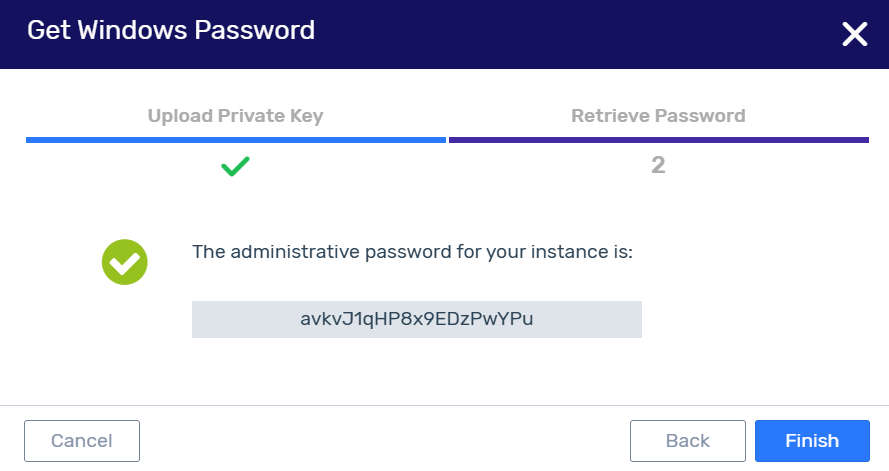 Get Windows Password
Upload Private Key
Retrieve Password
2
The administrative password for your instance is:
avkvJ1qHP8x9EDzPwYPu
Cancel
Back
Finish